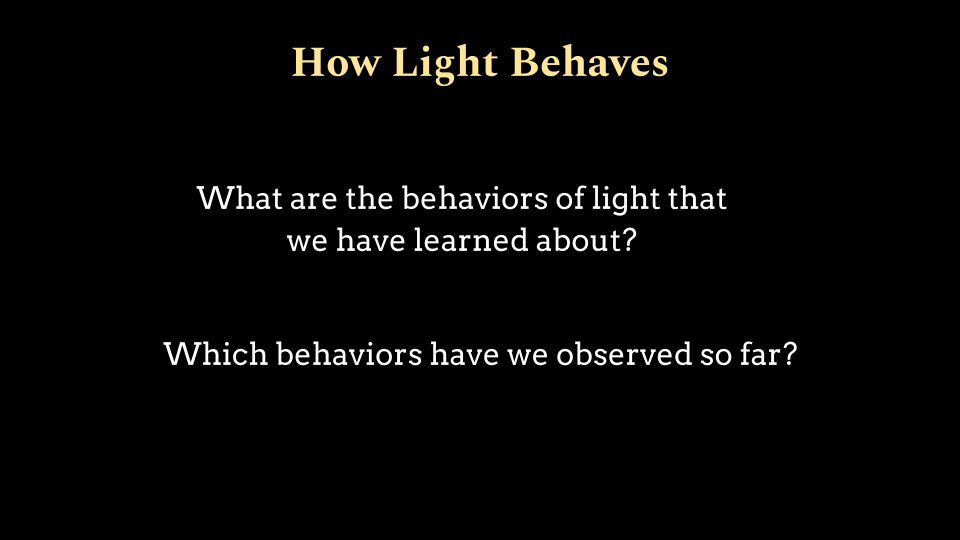 How Light Behaves
What are the behaviors of light that
we have learned about?
Which behaviors have we observed so far?